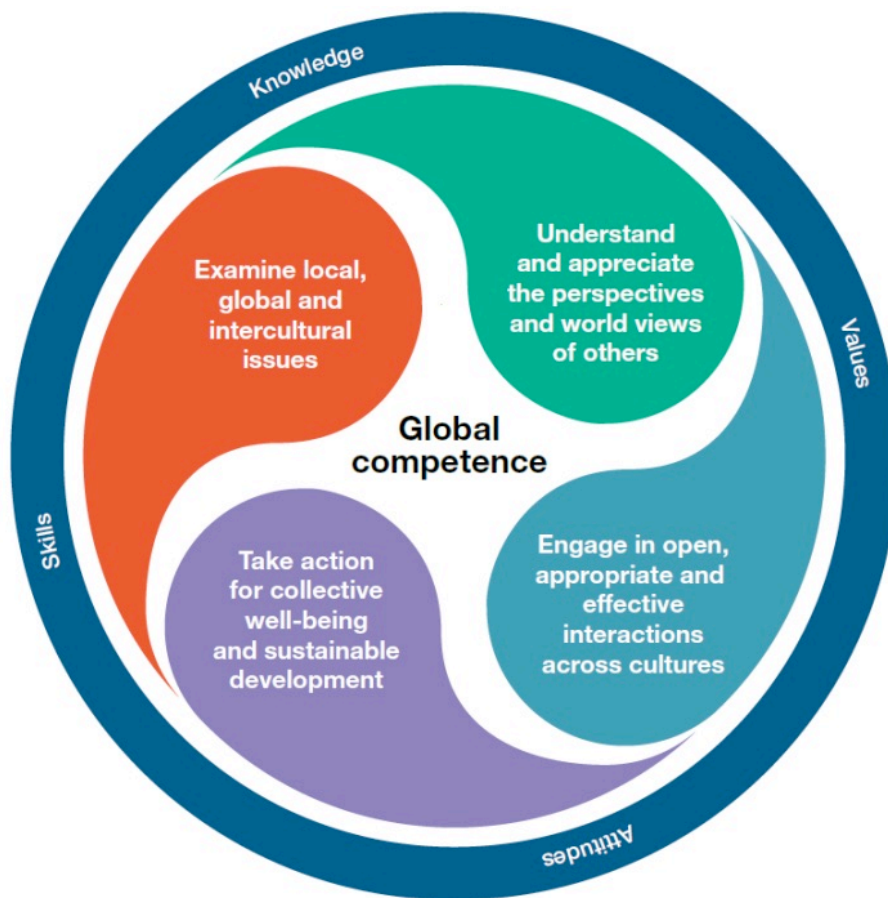 Knowledge
Understand
and appreciate
the perspectives
and world views
of others
Examine local,
global and
intercultural
issues
Values
Global
competence
Skills
Take action
for collective
well-being
and sustainable
development
Engage in open,
appropriate and
effective
interactions
across cultures
Attitudes